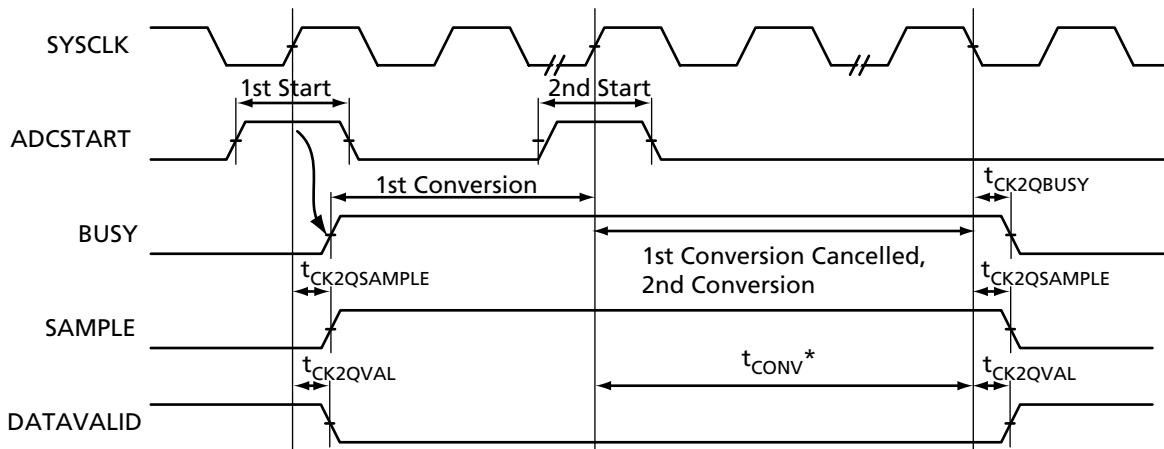 SYSCLK
1st Start
2nd Start
ADCSTART
1st Conversion
tCK2QBUSY
BUSY
1st Conversion Cancelled,
2nd Conversion
tCK2QSAMPLE
tCK2QSAMPLE
SAMPLE
tCK2QVAL
tCONV*
tCK2QVAL
DATAVALID